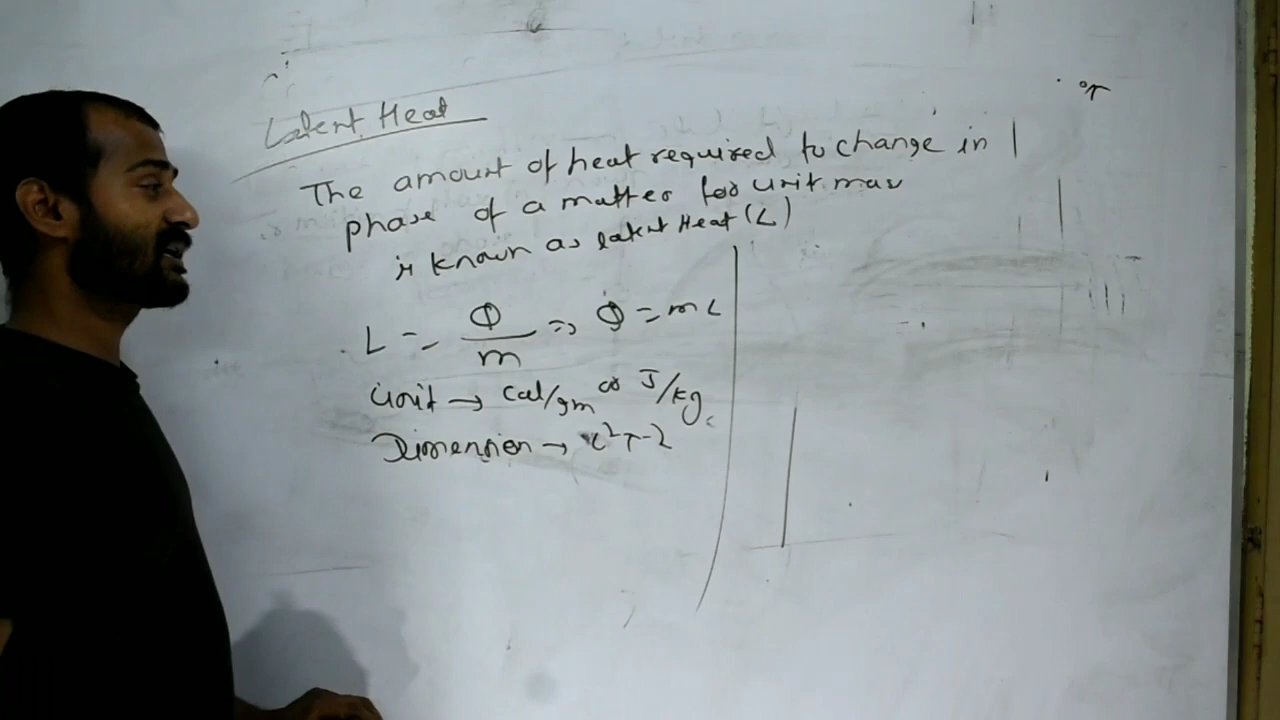 Latent Heat
The amount of heat required to change in
phase of a matter for unit mass
is known as latent Heat (L)
L = Q/m => Q = mL
Unit → Cal/gm or J/kg
Dimension → L²T-2